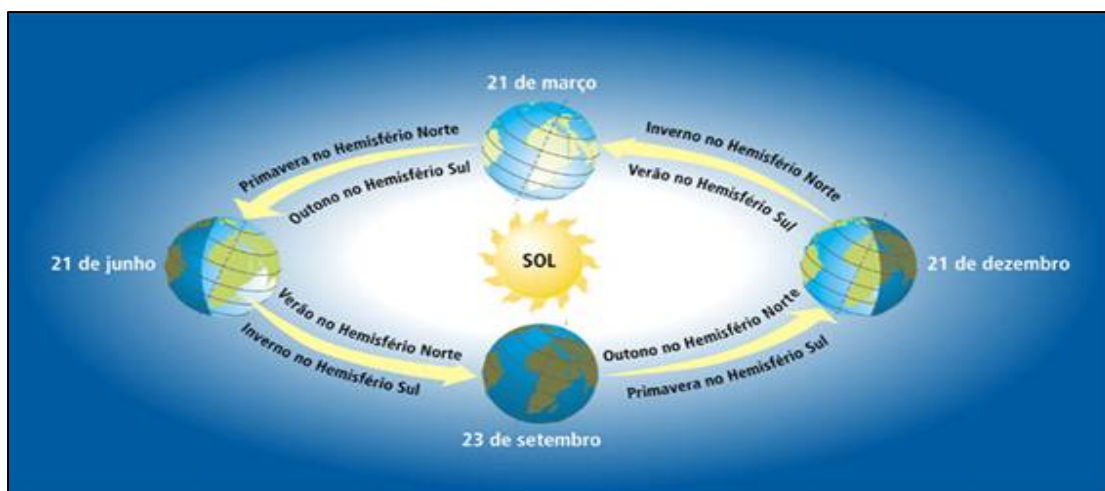 21 de março
Primavera no Hemisfério Norte
Outono no Hemisfério Sul
Inverno no Hemisfério Norte
Verão no Hemisfério Sul
21 de junho
SOL
21 de dezembro
Verão no Hemisfério Norte
Inverno no Hemisfério Sul
Outono no Hemisfério Norte
Primavera no Hemisfério Sul
23 de setembro